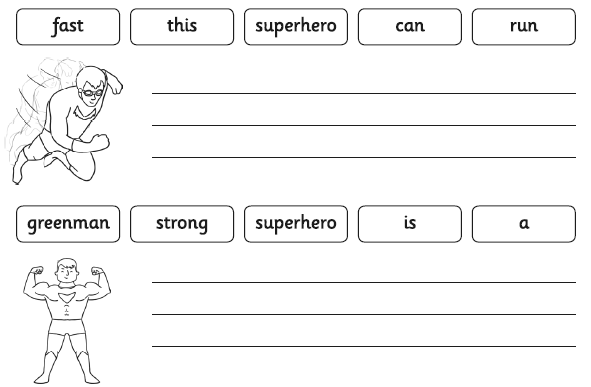 fast this superhero can run
greenman strong superhero is a